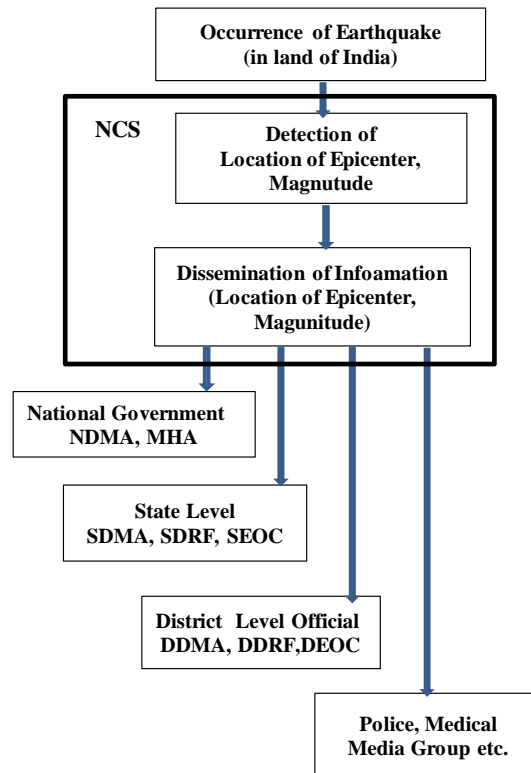 Occurrence of Earthquake
(in land of India)
NCS
Detection of
Location of Epicenter,
Magnutude
Dissemination of Infoamation
(Location of Epicenter,
Magunitude)
National Government
NDMA, MHA
State Level
SDMA, SDRF, SEOC
District Level Official
DDMA, DDRF,DEOC
Police, Medical
Media Group etc.